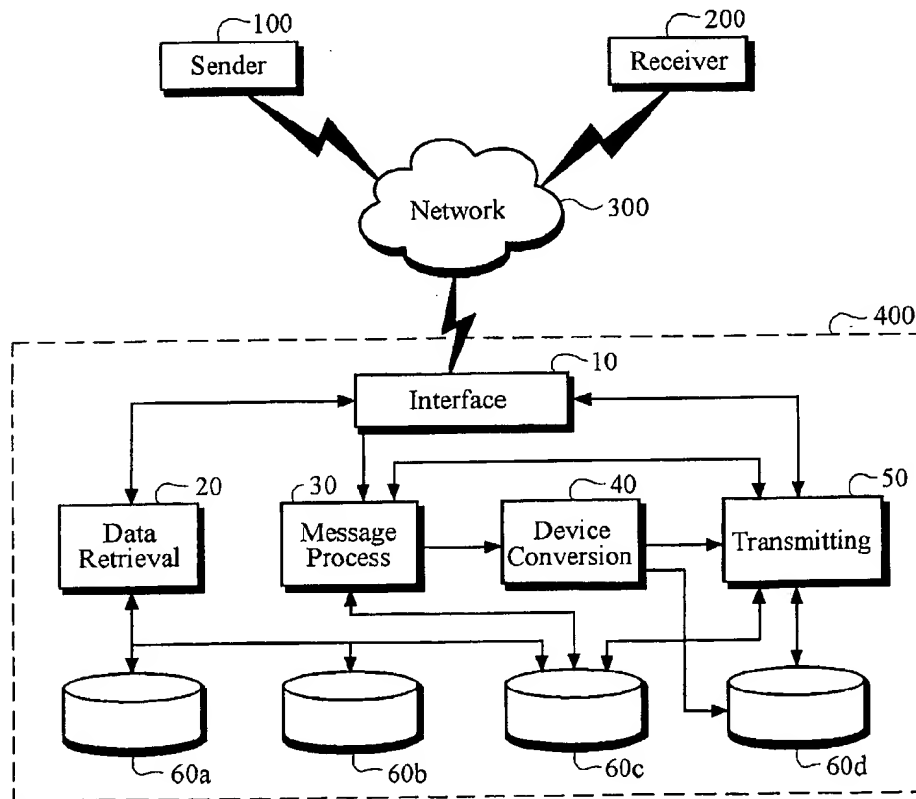 100
200
Sender
Receiver
Network
300
400
10
Interface
20
30
40
50
Data
Retrieval
Message
Process
Device
Conversion
Transmitting
60a
60b
60c
60d